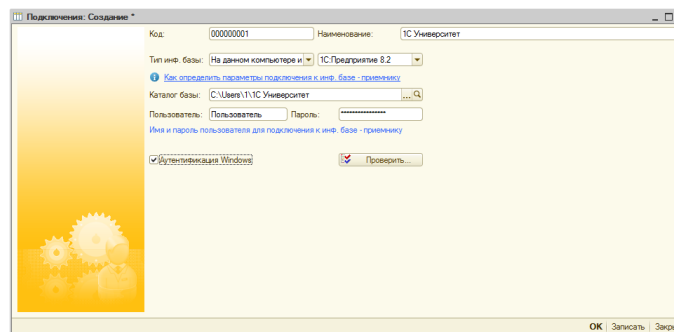 Подключения: Создание *
Код: 000000001 Наименование: 1С Университет
Тип инф. базы: На данном компьютере и 1С:Предприятие 8.2
Как определить параметры подключения к инф. базе - приемнику
Каталог базы: C:\Users\1\1С Университет ...
Пользователь: Пользователь Пароль: ****************
Имя и пароль пользователя для подключения к инф. базе - приемнику
Аутентификация Windows Проверить...
OK Записать Закры